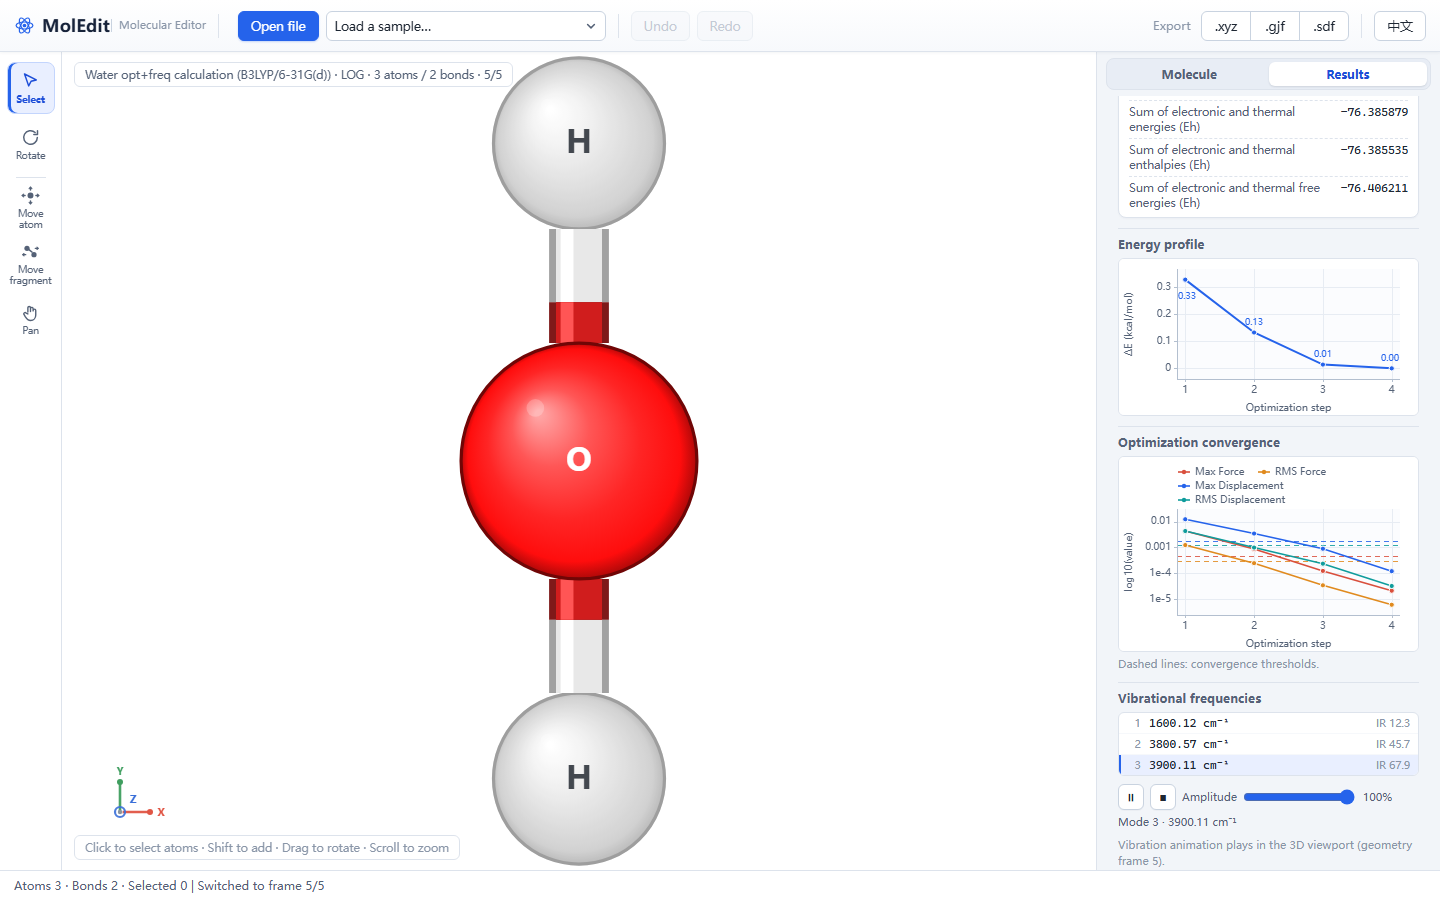 MolEdit Molecular Editor Open file Load a sample... Undo Redo Export .xyz .gjf .sdf 中文
Select
Rotate
Move
atom
Move
fragment
Pan
Water opt+freq calculation (B3LYP/6-31G(d)) · LOG · 3 atoms / 2 bonds · 5/5
H
O
H
Y
Z
X
Click to select atoms · Shift to add · Drag to rotate · Scroll to zoom
Molecule Results
Sum of electronic and thermal energies (Eh) −76.385879
Sum of electronic and thermal enthalpies (Eh) −76.385535
Sum of electronic and thermal free energies (Eh) −76.406211
Energy profile
ΔE (kcal/mol)
0.3
0.2
0.1
0
0.33
0.13
0.01
0.00
1 2 3 4
Optimization step
Optimization convergence
Max Force RMS Force
Max Displacement
RMS Displacement
log10(value)
0.01
0.001
1e-4
1e-5
1 2 3 4
Optimization step
Dashed lines: convergence thresholds.
Vibrational frequencies
1 1600.12 cm⁻¹ IR 12.3
2 3800.57 cm⁻¹ IR 45.7
3 3900.11 cm⁻¹ IR 67.9
Amplitude 100%
Mode 3 · 3900.11 cm⁻¹
Vibration animation plays in the 3D viewport (geometry
frame 5).
Atoms 3 · Bonds 2 · Selected 0 | Switched to frame 5/5